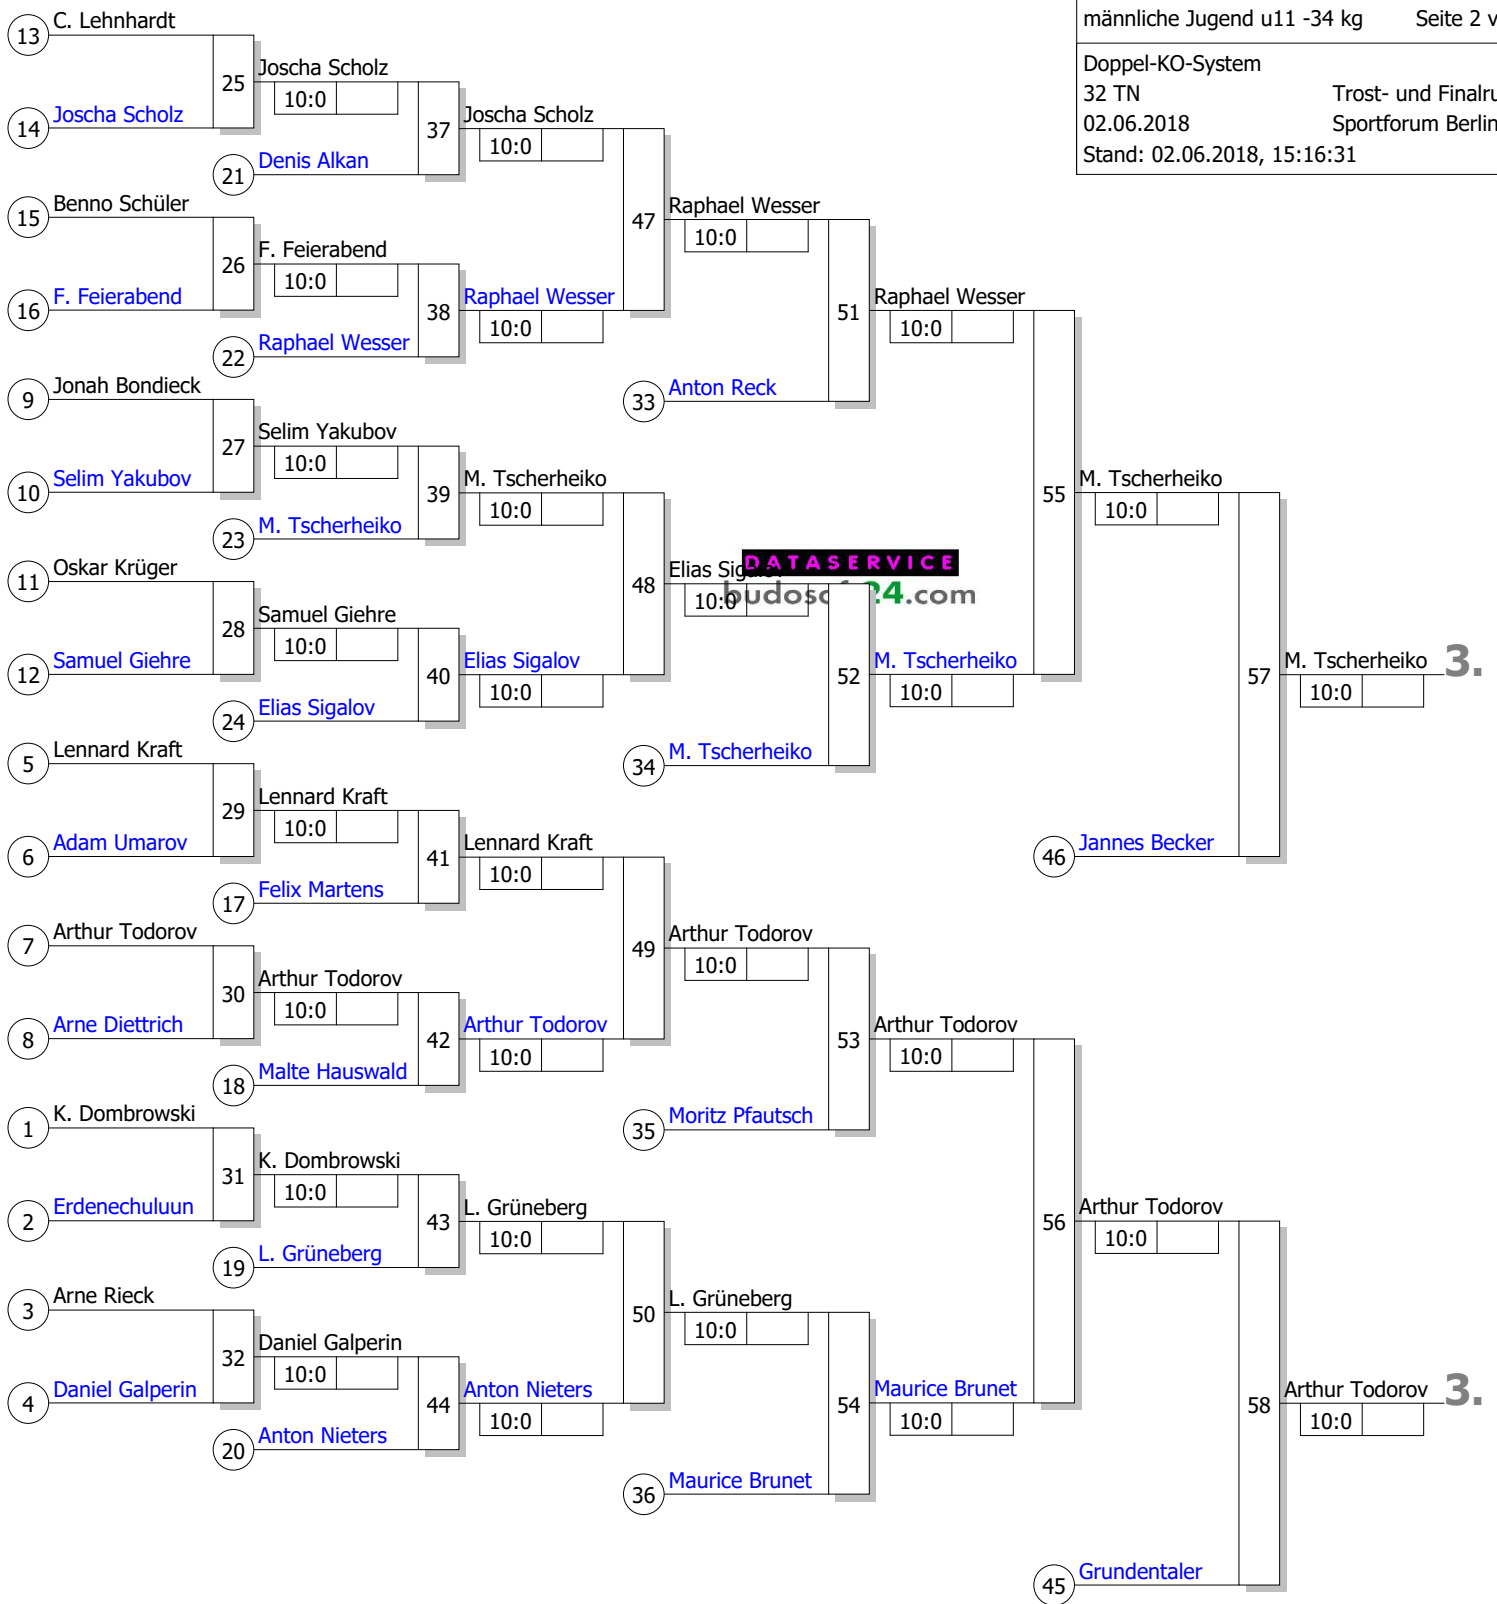 männliche Jugend u11 -34 kg Seite 2 v
Doppel-KO-System
32 TN Trost- und Finalru
02.06.2018 Sportforum Berlin
Stand: 02.06.2018, 15:16:31
13 C. Lehnhardt
25 Joscha Scholz
10:0
14 Joscha Scholz
37 Joscha Scholz
10:0
21 Denis Alkan
15 Benno Schüler
47 Raphael Wesser
10:0
26 F. Feierabend
10:0
16 F. Feierabend
38 Raphael Wesser
10:0
22 Raphael Wesser
51 Raphael Wesser
10:0
9 Jonah Bondieck
33 Anton Reck
27 Selim Yakubov
10:0
10 Selim Yakubov
39 M. Tscherheiko
10:0
23 M. Tscherheiko
55 M. Tscherheiko
10:0
11 Oskar Krüger
48 Elias Sigalov
10:0
DATASERVICE
budosoft24.com
28 Samuel Giehre
10:0
12 Samuel Giehre
40 Elias Sigalov
10:0
24 Elias Sigalov
52 M. Tscherheiko
10:0
57 M. Tscherheiko 3.
10:0
5 Lennard Kraft
34 M. Tscherheiko
29 Lennard Kraft
10:0
6 Adam Umarov
41 Lennard Kraft
10:0
46 Jannes Becker
17 Felix Martens
7 Arthur Todorov
49 Arthur Todorov
10:0
30 Arthur Todorov
10:0
8 Arne Diettrich
42 Arthur Todorov
10:0
18 Malte Hauswald
53 Arthur Todorov
10:0
1 K. Dombrowski
35 Moritz Pfautsch
31 K. Dombrowski
10:0
2 Erdenechuluun
43 L. Grüneberg
10:0
19 L. Grüneberg
56 Arthur Todorov
10:0
3 Arne Rieck
50 L. Grüneberg
10:0
32 Daniel Galperin
10:0
4 Daniel Galperin
44 Anton Nieters
10:0
20 Anton Nieters
54 Maurice Brunet
10:0
58 Arthur Todorov 3.
10:0
36 Maurice Brunet
45 Grundentaler